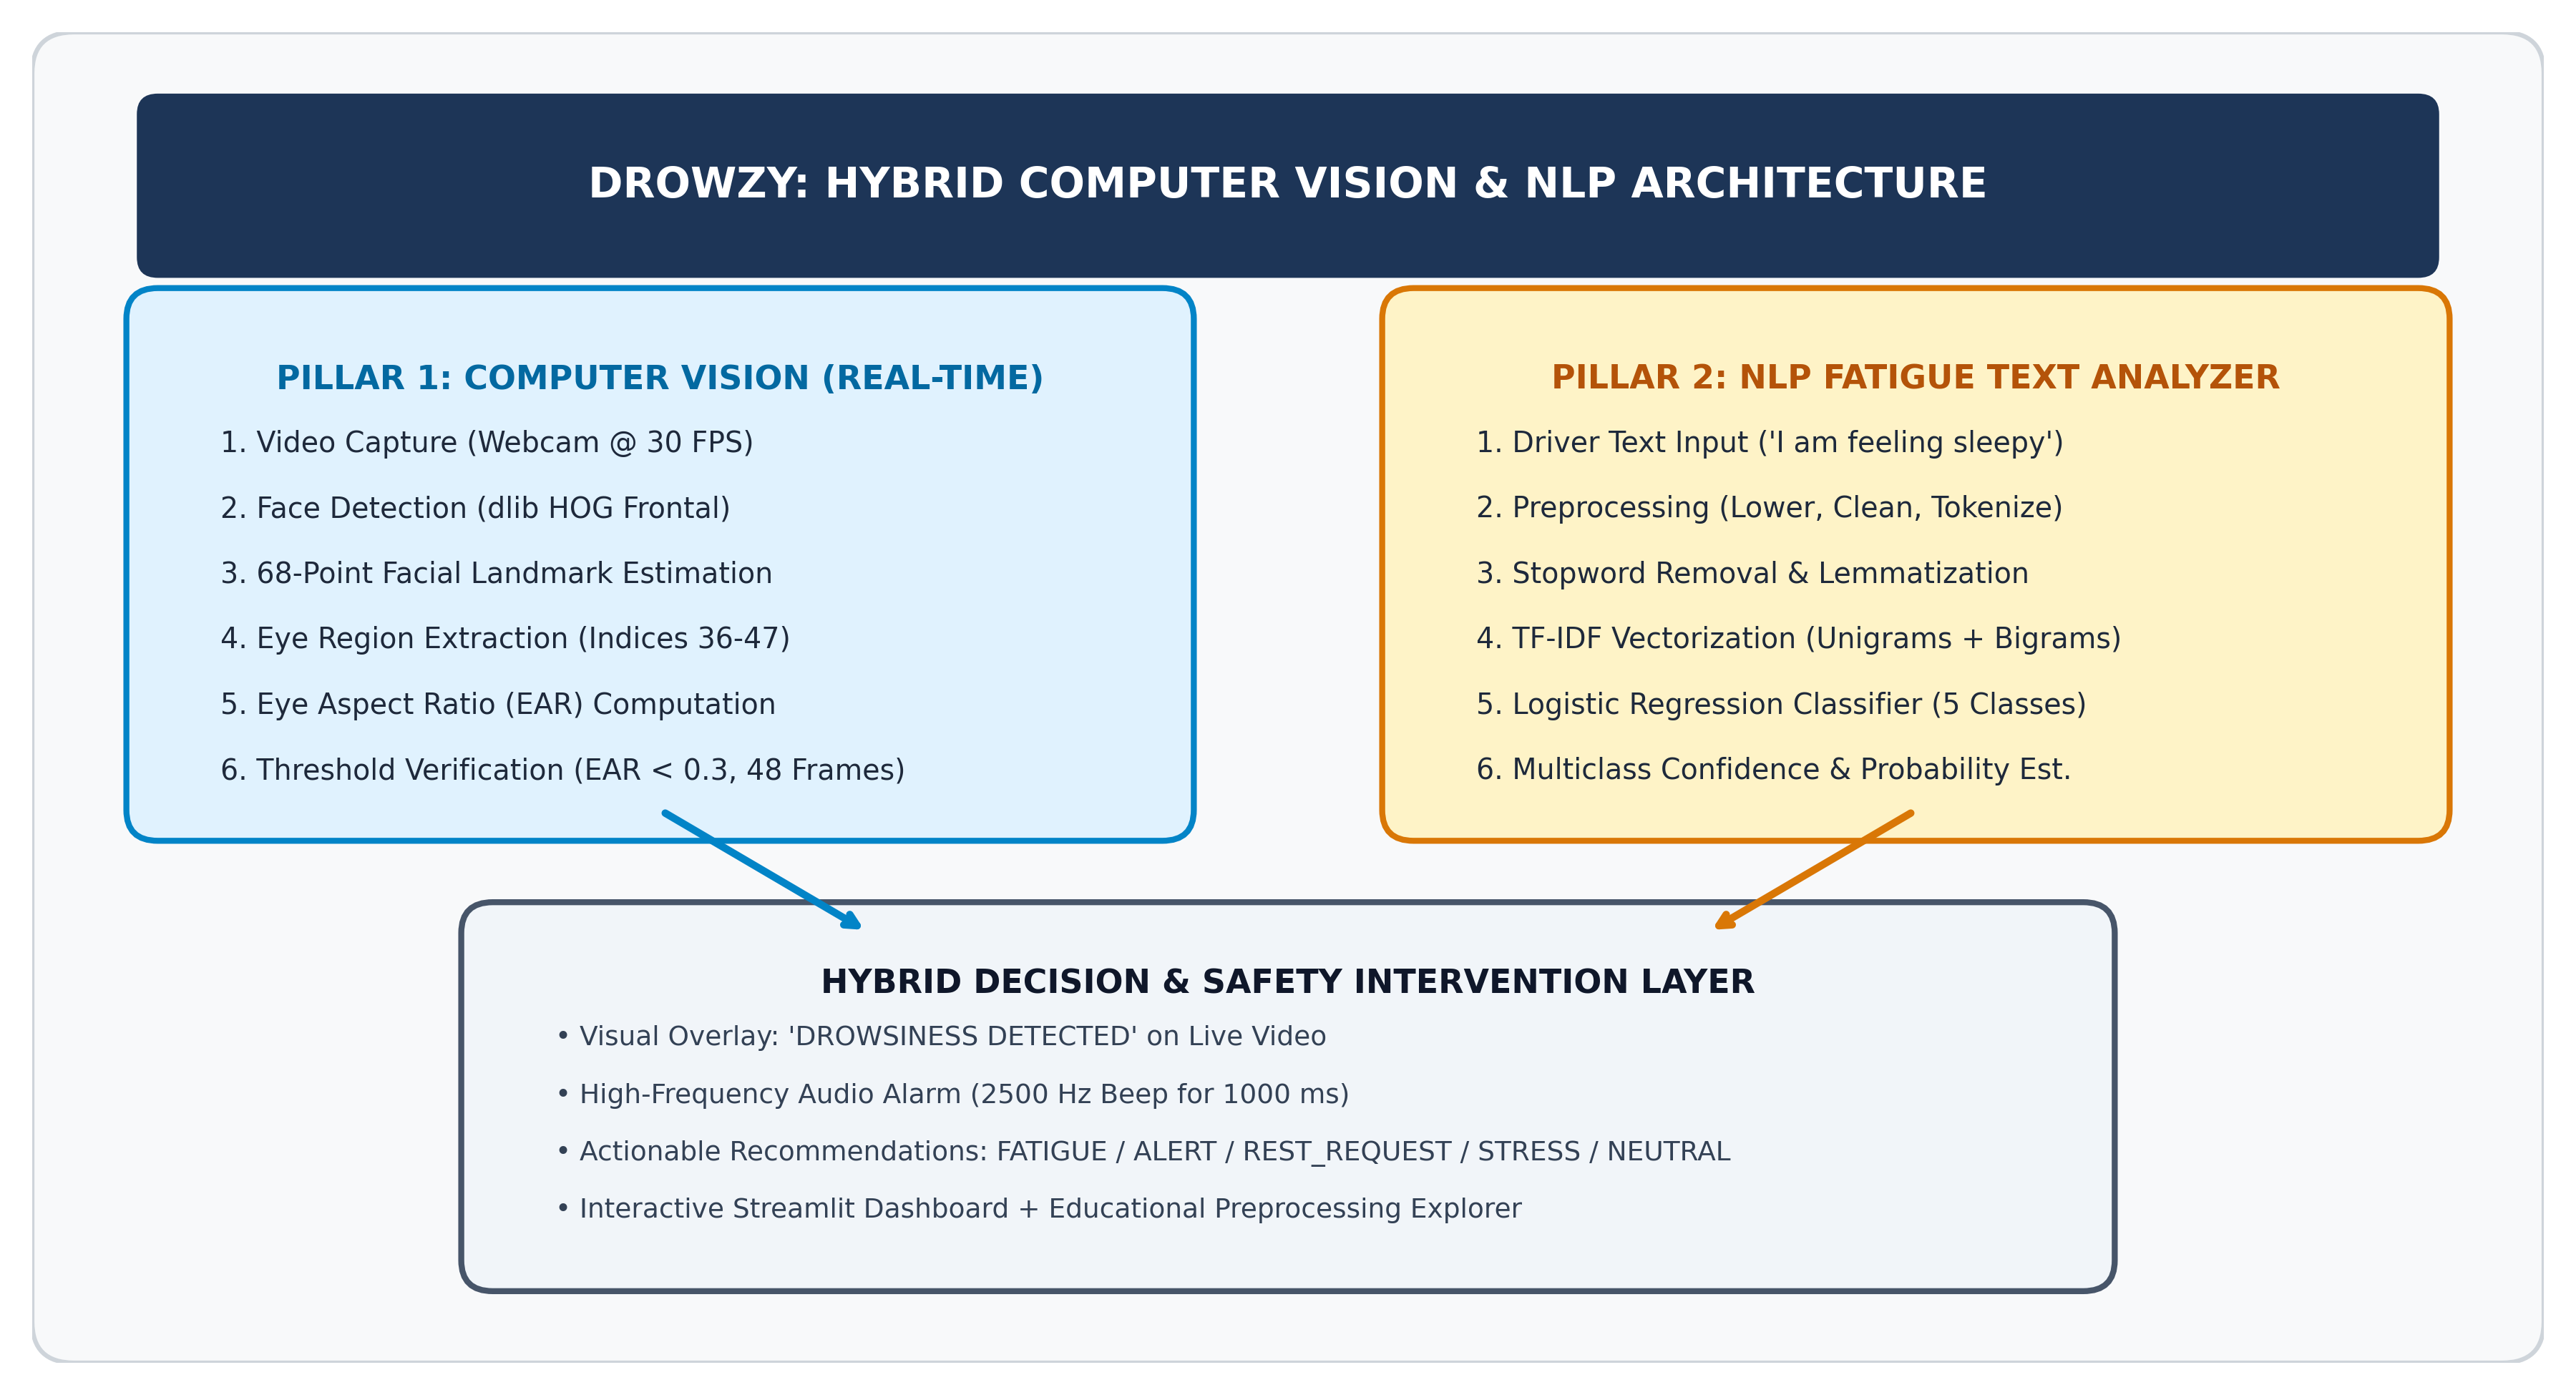 DROWZY: HYBRID COMPUTER VISION & NLP ARCHITECTURE
PILLAR 1: COMPUTER VISION (REAL-TIME)
1. Video Capture (Webcam @ 30 FPS)
2. Face Detection (dlib HOG Frontal)
3. 68-Point Facial Landmark Estimation
4. Eye Region Extraction (Indices 36-47)
5. Eye Aspect Ratio (EAR) Computation
6. Threshold Verification (EAR < 0.3, 48 Frames)
PILLAR 2: NLP FATIGUE TEXT ANALYZER
1. Driver Text Input ('I am feeling sleepy')
2. Preprocessing (Lower, Clean, Tokenize)
3. Stopword Removal & Lemmatization
4. TF-IDF Vectorization (Unigrams + Bigrams)
5. Logistic Regression Classifier (5 Classes)
6. Multiclass Confidence & Probability Est.
HYBRID DECISION & SAFETY INTERVENTION LAYER
• Visual Overlay: 'DROWSINESS DETECTED' on Live Video
• High-Frequency Audio Alarm (2500 Hz Beep for 1000 ms)
• Actionable Recommendations: FATIGUE / ALERT / REST_REQUEST / STRESS / NEUTRAL
• Interactive Streamlit Dashboard + Educational Preprocessing Explorer